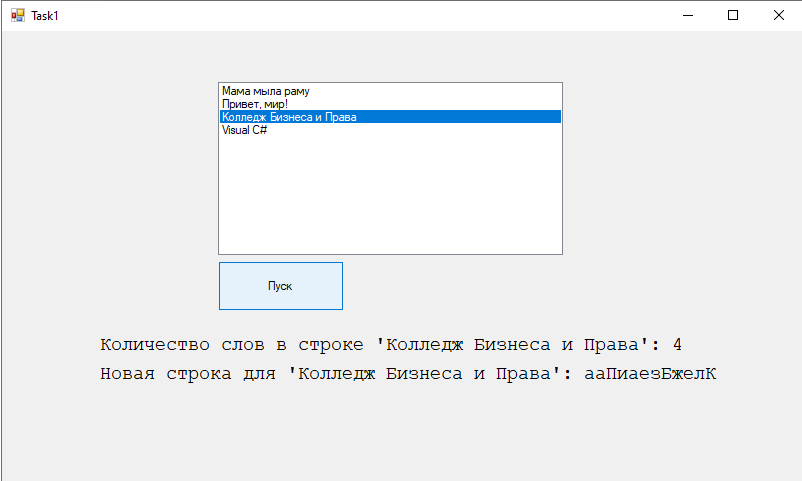 Task1
Мама мыла раму
Привет, мир!
Колледж Бизнеса и Права
Visual C#
Пуск
Количество слов в строке 'Колледж Бизнеса и Права': 4
Новая строка для 'Колледж Бизнеса и Права': ааПиаезБжелК